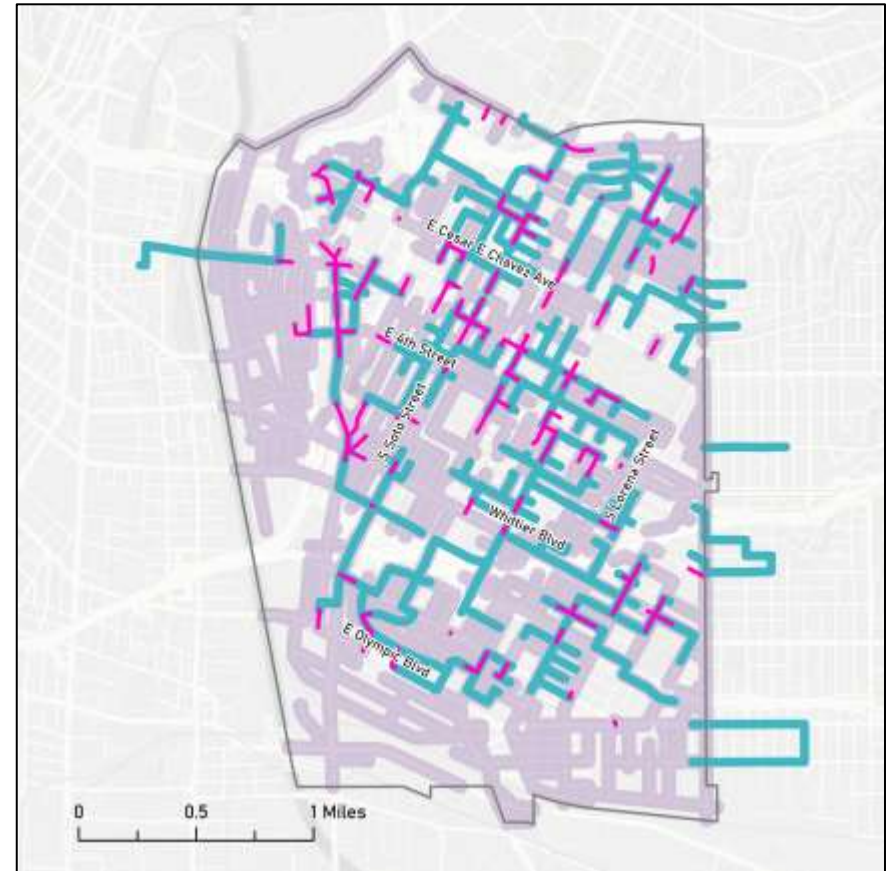 E Cesar E Chavez Ave
E 4th Street
S Soto Street
S Lorena Street
Whittier Blvd
E Olympic Blvd
0 0.5 1 Miles